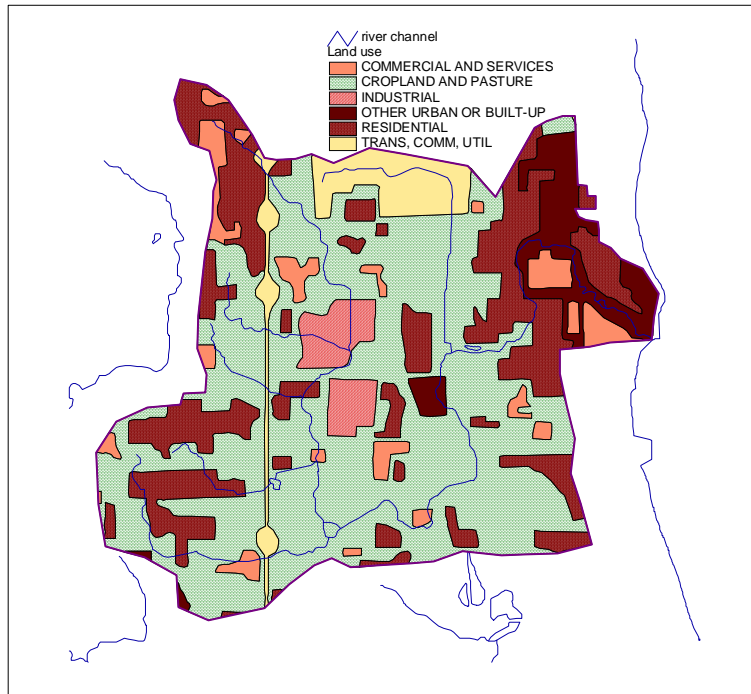 river channel
Land use
COMMERCIAL AND SERVICES
CROPLAND AND PASTURE
INDUSTRIAL
OTHER URBAN OR BUILT-UP
RESIDENTIAL
TRANS, COMM, UTIL